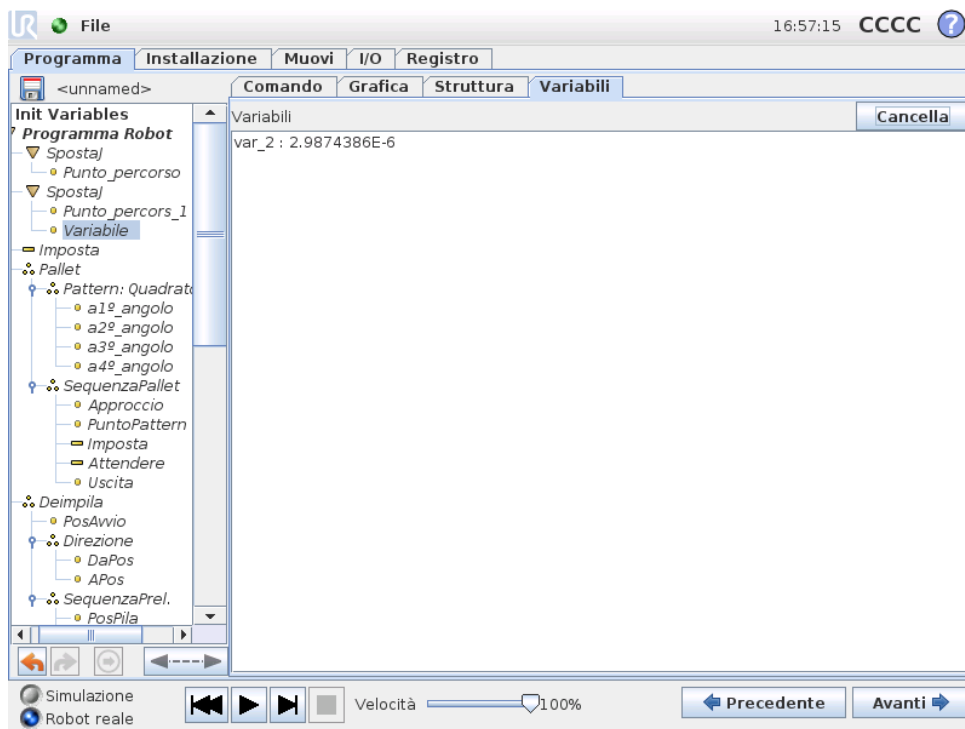 UR File 16:57:15 CCCC ?
Programma Installazione Muovi I/O Registro
<unnamed> Comando Grafica Struttura Variabili
Init Variables
Programma Robot
SpostaJ
Punto_percorso
SpostaJ
Punto_percors_1
Variabile
Imposta
Pallet
Pattern: Quadrato
a1º_angolo
a2º_angolo
a3º_angolo
a4º_angolo
SequenzaPallet
Approccio
PuntoPattern
Imposta
Attendere
Uscita
Deimpila
PosAvvio
Direzione
DaPos
APos
SequenzaPrel.
PosPila
Variabili Cancella
var_2 : 2.9874386E-6
Simulazione
Robot reale
Velocità 100%
Precedente Avanti